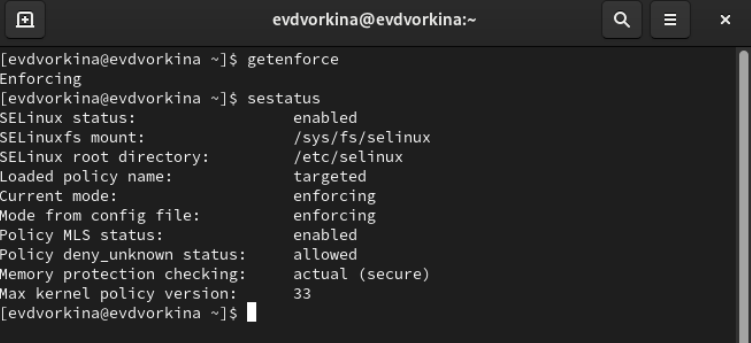 evdvorkina@evdvorkina:~
[evdvorkina@evdvorkina ~]$ getenforce
Enforcing
[evdvorkina@evdvorkina ~]$ sestatus
SELinux status:                 enabled
SELinuxfs mount:                /sys/fs/selinux
SELinux root directory:         /etc/selinux
Loaded policy name:             targeted
Current mode:                   enforcing
Mode from config file:          enforcing
Policy MLS status:              enabled
Policy deny_unknown status:     allowed
Memory protection checking:     actual (secure)
Max kernel policy version:      33
[evdvorkina@evdvorkina ~]$